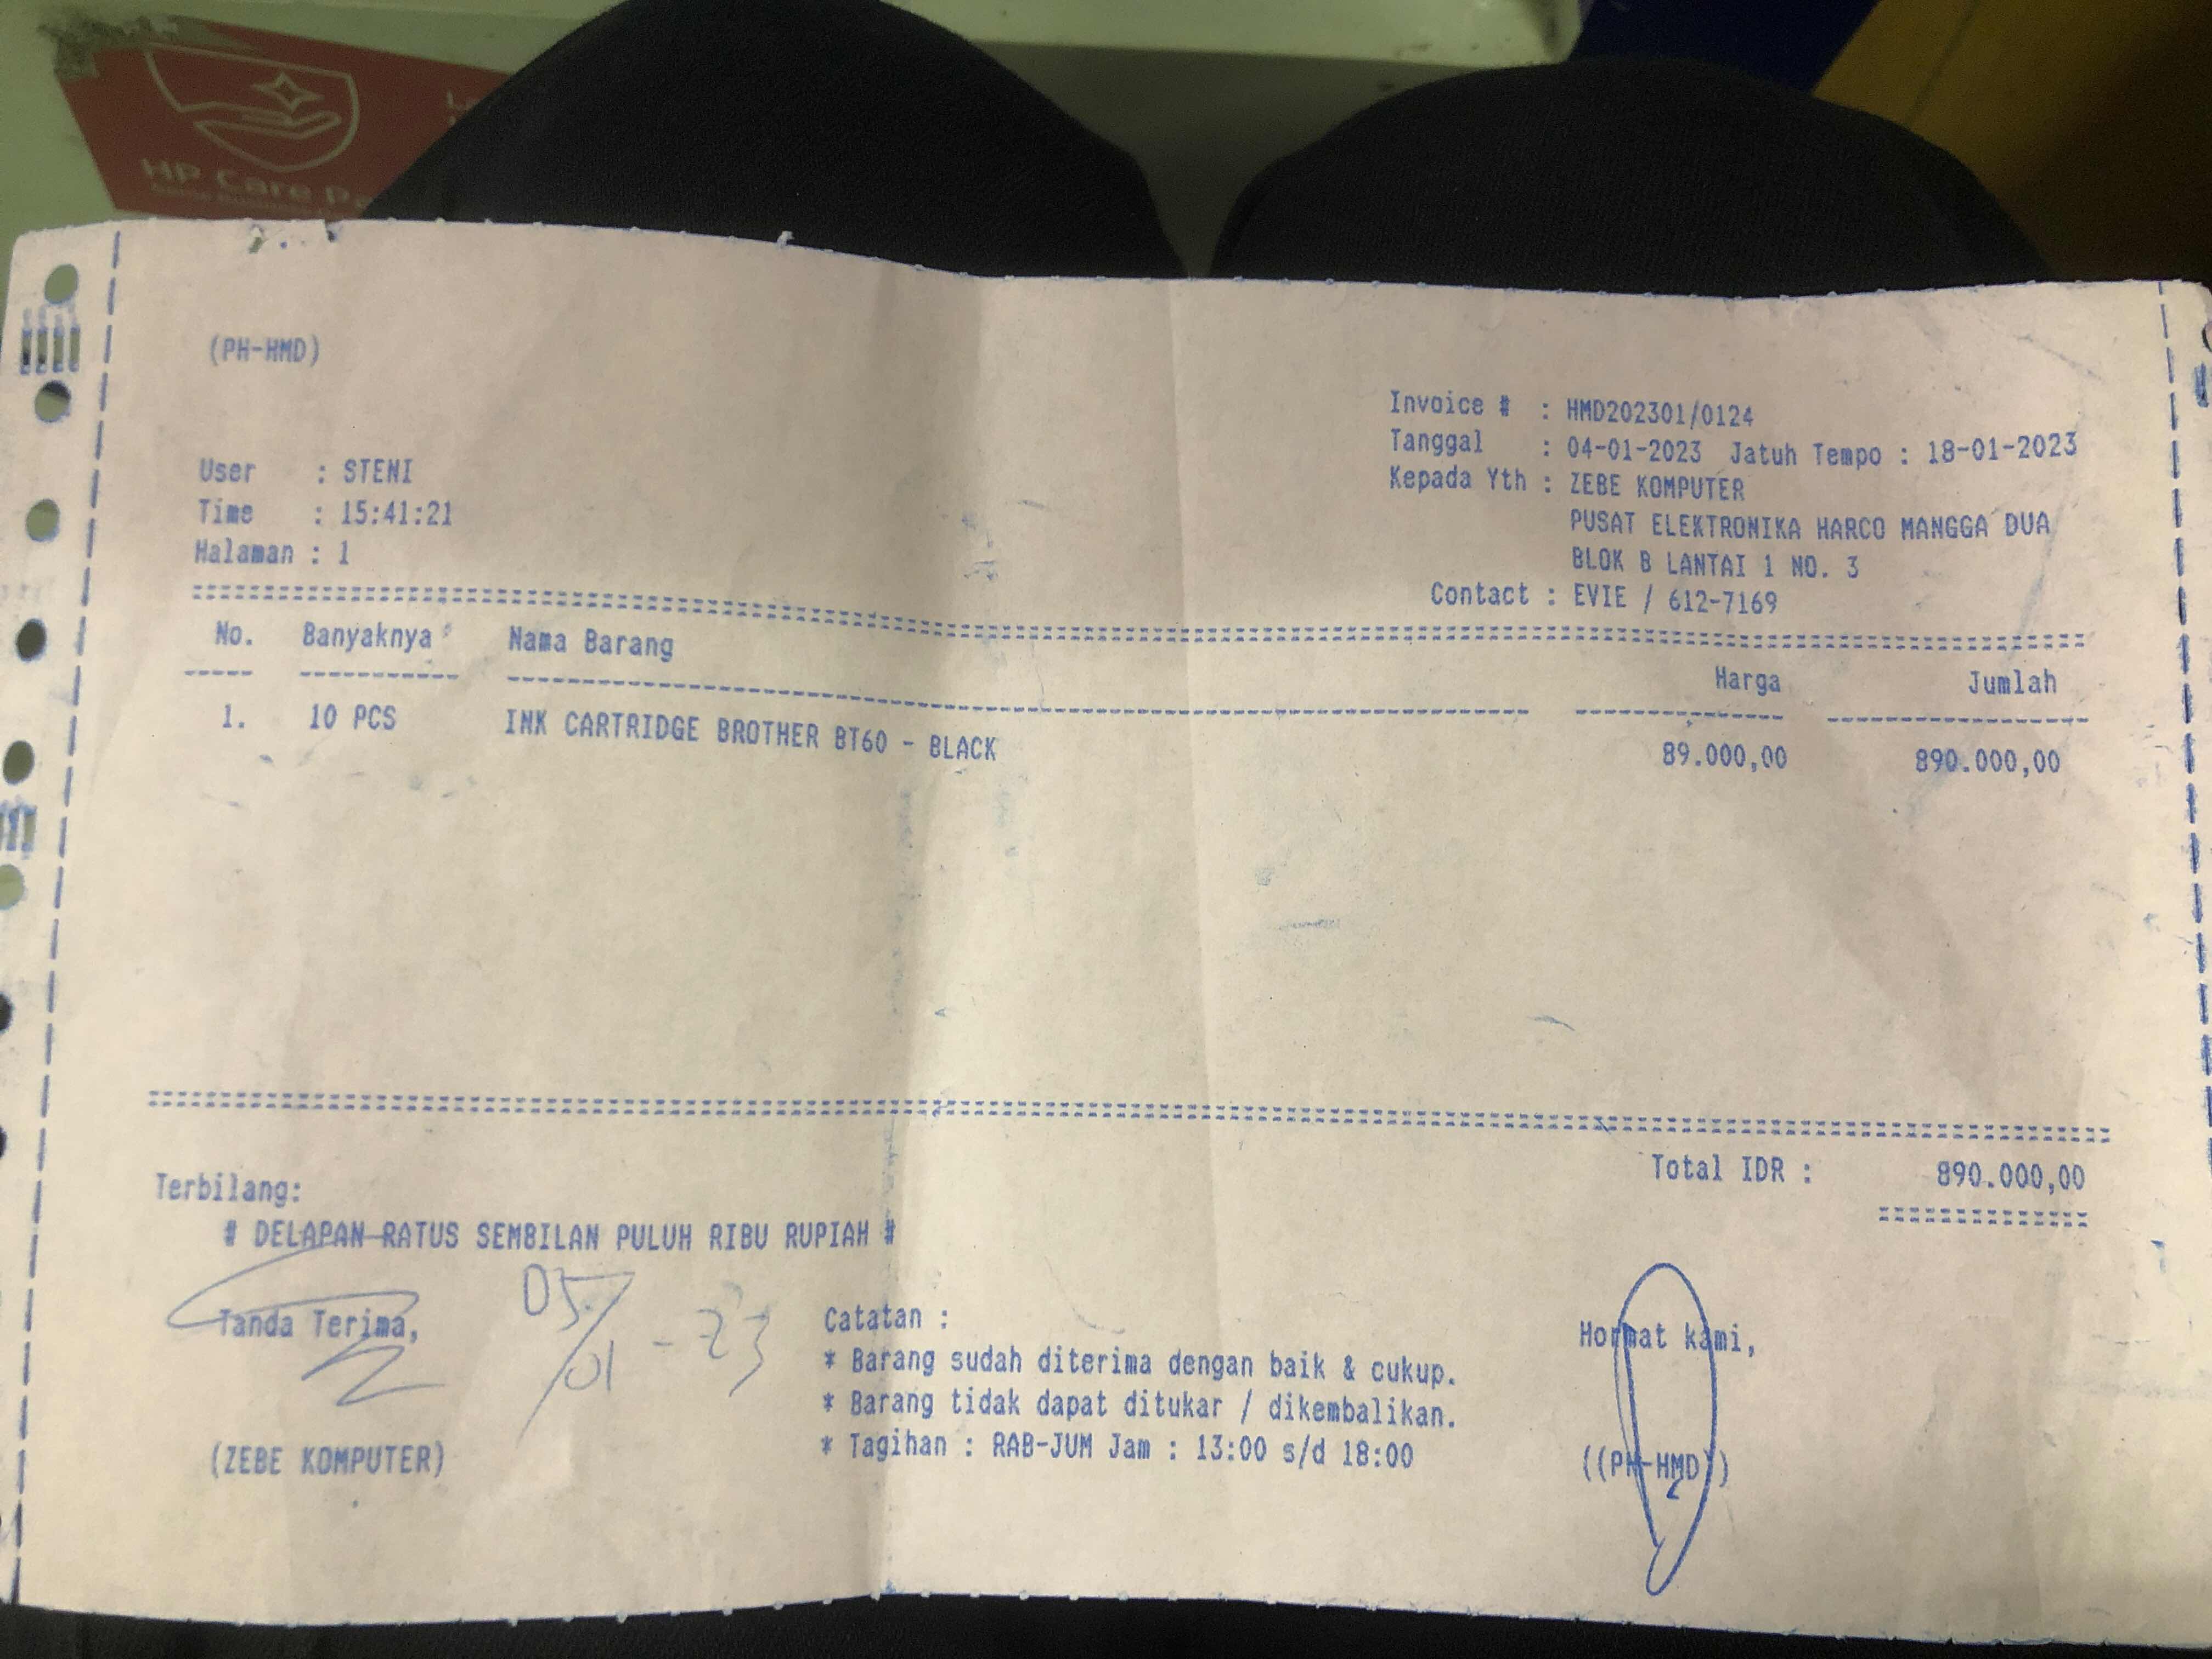 HP Care Pa
(PH-HMD)
Invoice # : HMD202301/0124
Tanggal : 04-01-2023 Jatuh Tempo : 18-01-2023
Kepada Yth : ZEBE KOMPUTER
PUSAT ELEKTRONIKA HARCO MANGGA DUA
BLOK B LANTAI 1 NO. 3
Contact : EVIE / 612-7169
User : STENI
Time : 15:41:21
Halaman : 1
No. Banyaknya Nama Barang Harga Jumlah
1. 10 PCS INK CARTRIDGE BROTHER BT60 - BLACK 89.000,00 890.000,00
Total IDR : 890.000,00
Terbilang:
# DELAPAN RATUS SEMBILAN PULUH RIBU RUPIAH #
Tanda Terima,
05/01-23
(ZEBE KOMPUTER)
Catatan :
* Barang sudah diterima dengan baik & cukup.
* Barang tidak dapat ditukar / dikembalikan.
* Tagihan : RAB-JUM Jam : 13:00 s/d 18:00
Hormat kami,
((PH-HMD))